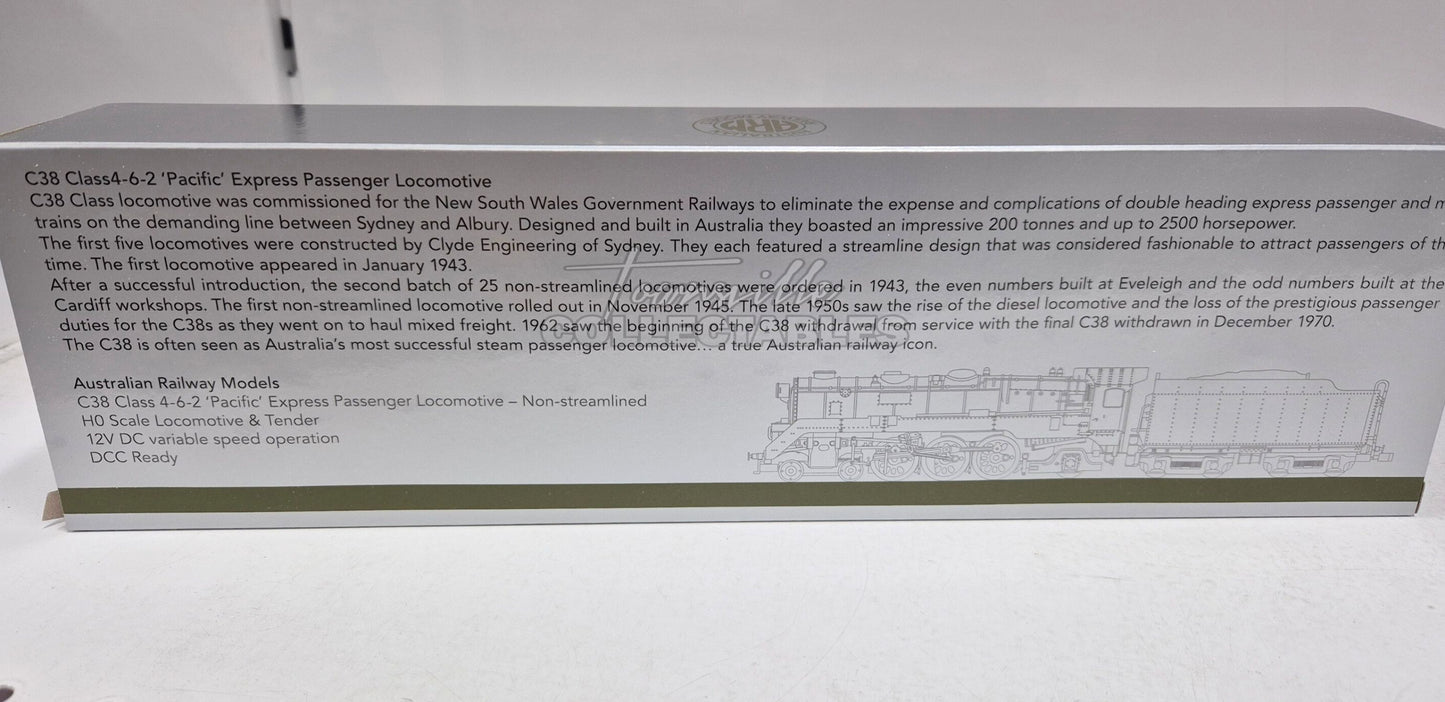 ARM
C38 Class4-6-2 ‘Pacific’ Express Passenger Locomotive
C38 Class locomotive was commissioned for the New South Wales Government Railways to eliminate the expense and complications of double heading express passenger and m
trains on the demanding line between Sydney and Albury. Designed and built in Australia they boasted an impressive 200 tonnes and up to 2500 horsepower.
The first five locomotives were constructed by Clyde Engineering of Sydney. They each featured a streamline design that was considered fashionable to attract passengers of th
time. The first locomotive appeared in January 1943.
After a successful introduction, the second batch of 25 non-streamlined locomotives were ordered in 1943, the even numbers built at Eveleigh and the odd numbers built at the
Cardiff workshops. The first non-streamlined locomotive rolled out in November 1945. The late 1950s saw the rise of the diesel locomotive and the loss of the prestigious passenger
duties for the C38s as they went on to haul mixed freight. 1962 saw the beginning of the C38 withdrawal from service with the final C38 withdrawn in December 1970.
The C38 is often seen as Australia’s most successful steam passenger locomotive... a true Australian railway icon.
Townsville
COLLECTABLES
Australian Railway Models
C38 Class 4-6-2 ‘Pacific’ Express Passenger Locomotive – Non-streamlined
H0 Scale Locomotive & Tender
12V DC variable speed operation
DCC Ready